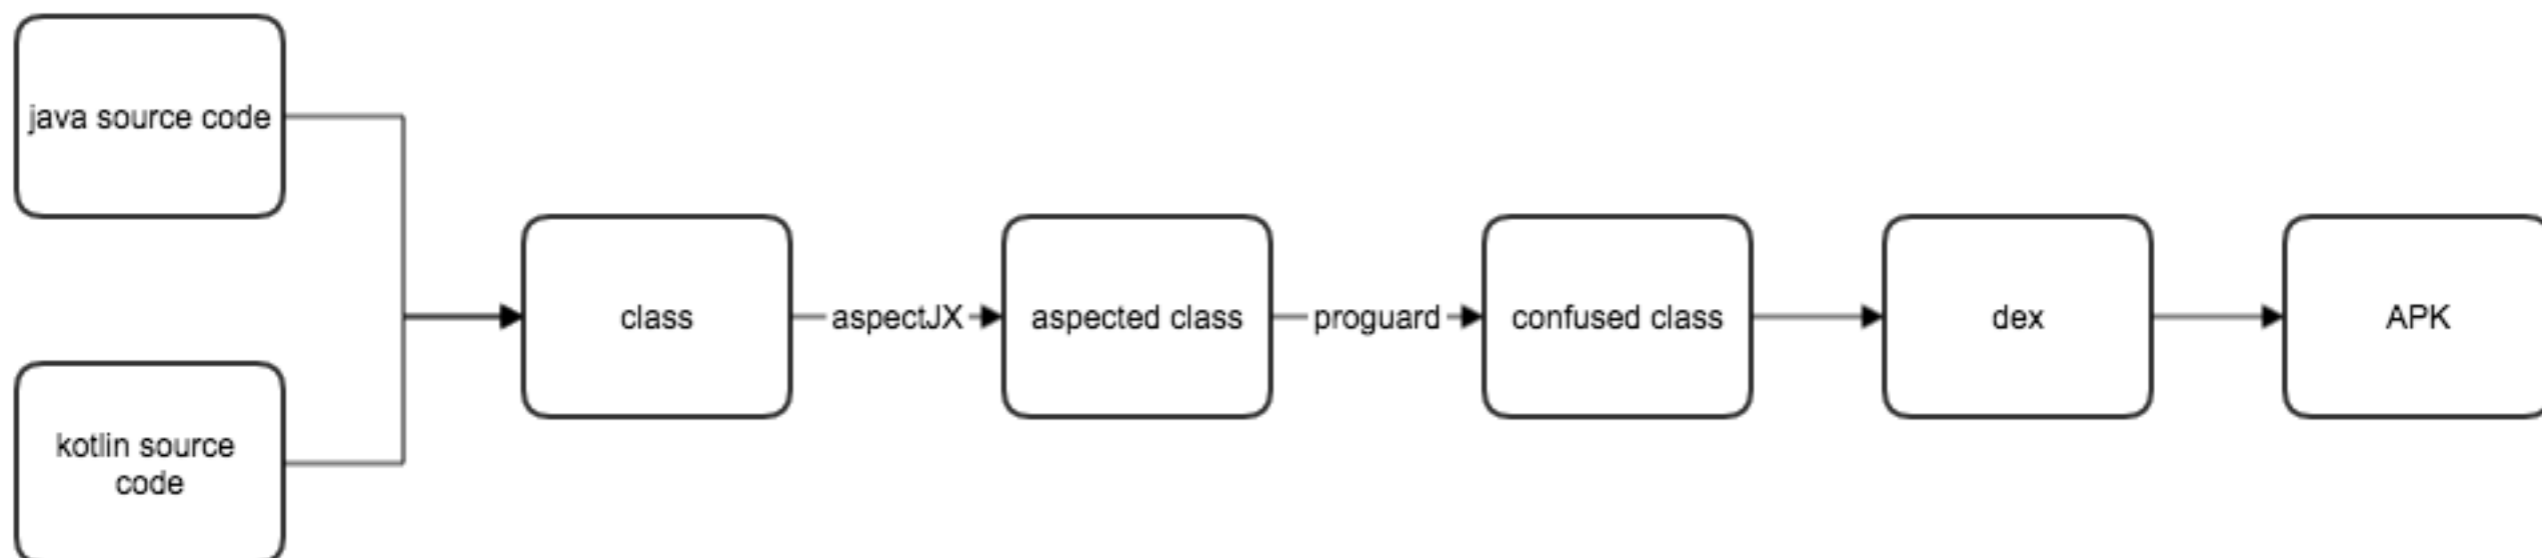 java source code
kotlin source
code
class
aspectJX
aspected class
proguard
confused class
dex
APK